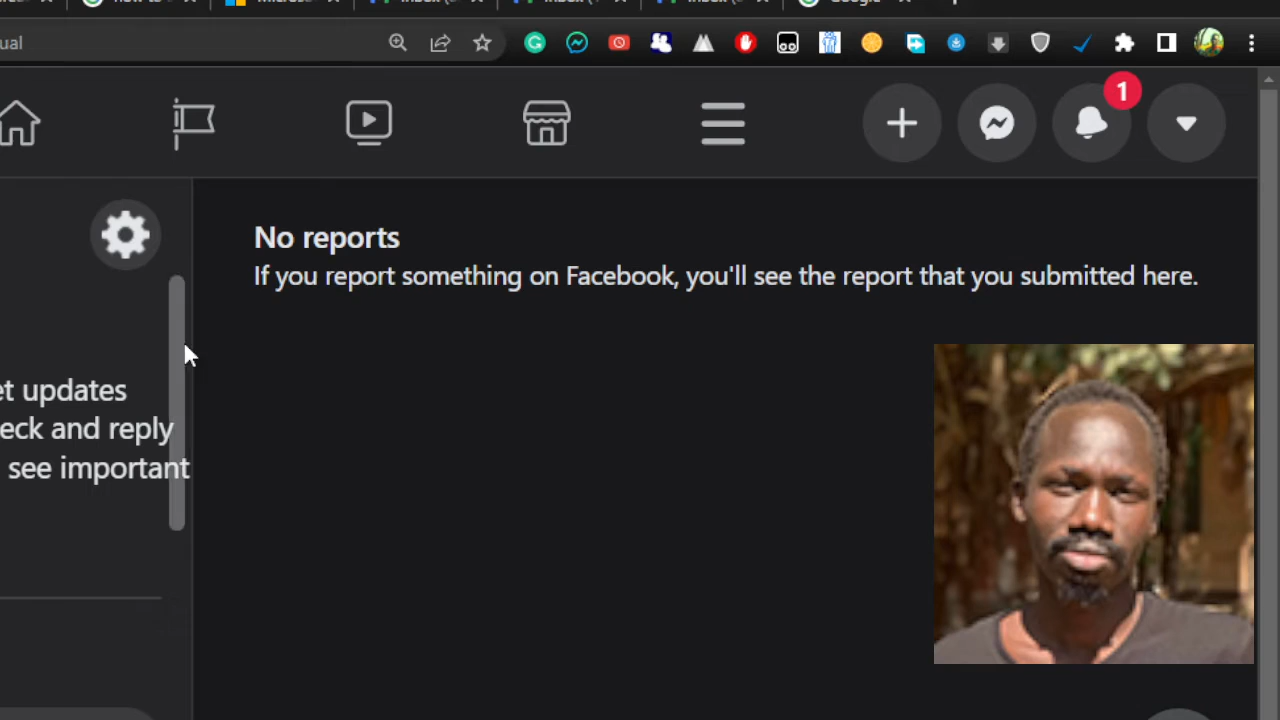 ual
1
No reports
If you report something on Facebook, you'll see the report that you submitted here.
et updates
eck and reply
see important